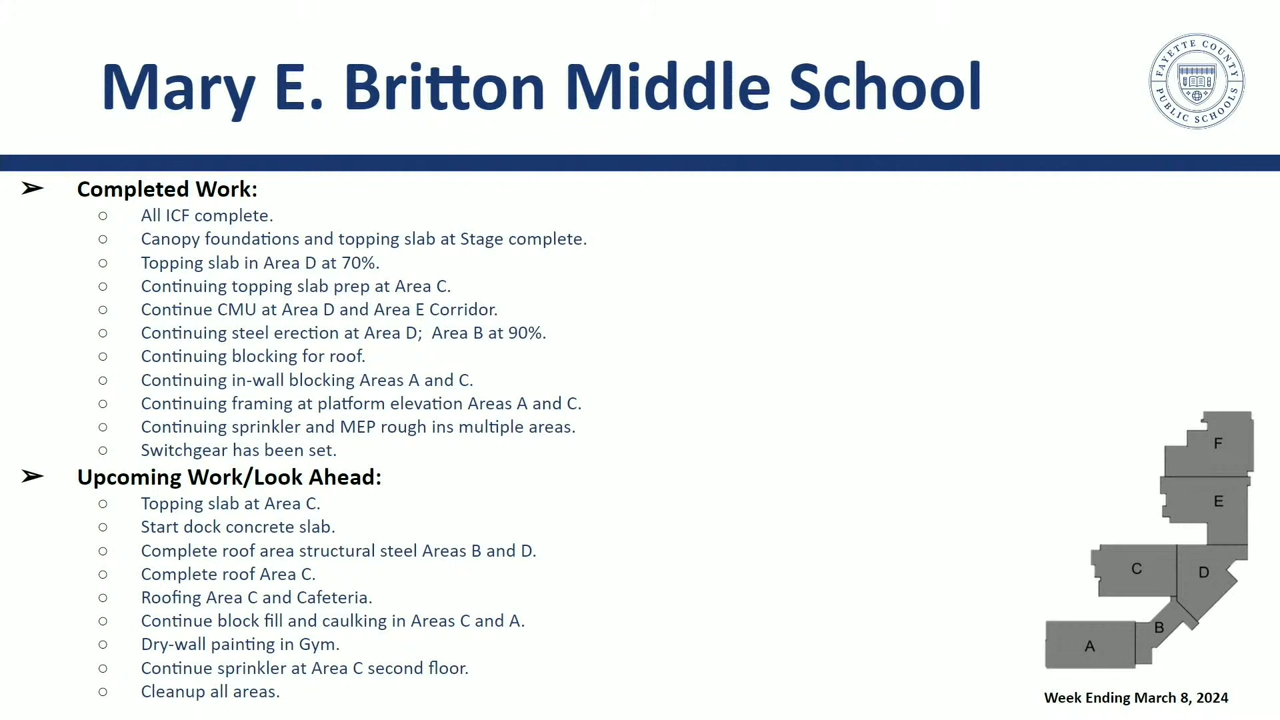 Mary E. Britton Middle School
FAYETTE COUNTY
PUBLIC SCHOOLS
➢ Completed Work:
○ All ICF complete.
○ Canopy foundations and topping slab at Stage complete.
○ Topping slab in Area D at 70%.
○ Continuing topping slab prep at Area C.
○ Continue CMU at Area D and Area E Corridor.
○ Continuing steel erection at Area D;  Area B at 90%.
○ Continuing blocking for roof.
○ Continuing in-wall blocking Areas A and C.
○ Continuing framing at platform elevation Areas A and C.
○ Continuing sprinkler and MEP rough ins multiple areas.
○ Switchgear has been set.
➢ Upcoming Work/Look Ahead:
○ Topping slab at Area C.
○ Start dock concrete slab.
○ Complete roof area structural steel Areas B and D.
○ Complete roof Area C.
○ Roofing Area C and Cafeteria.
○ Continue block fill and caulking in Areas C and A.
○ Dry-wall painting in Gym.
○ Continue sprinkler at Area C second floor.
○ Cleanup all areas.
F
E
C
D
B
A
Week Ending March 8, 2024